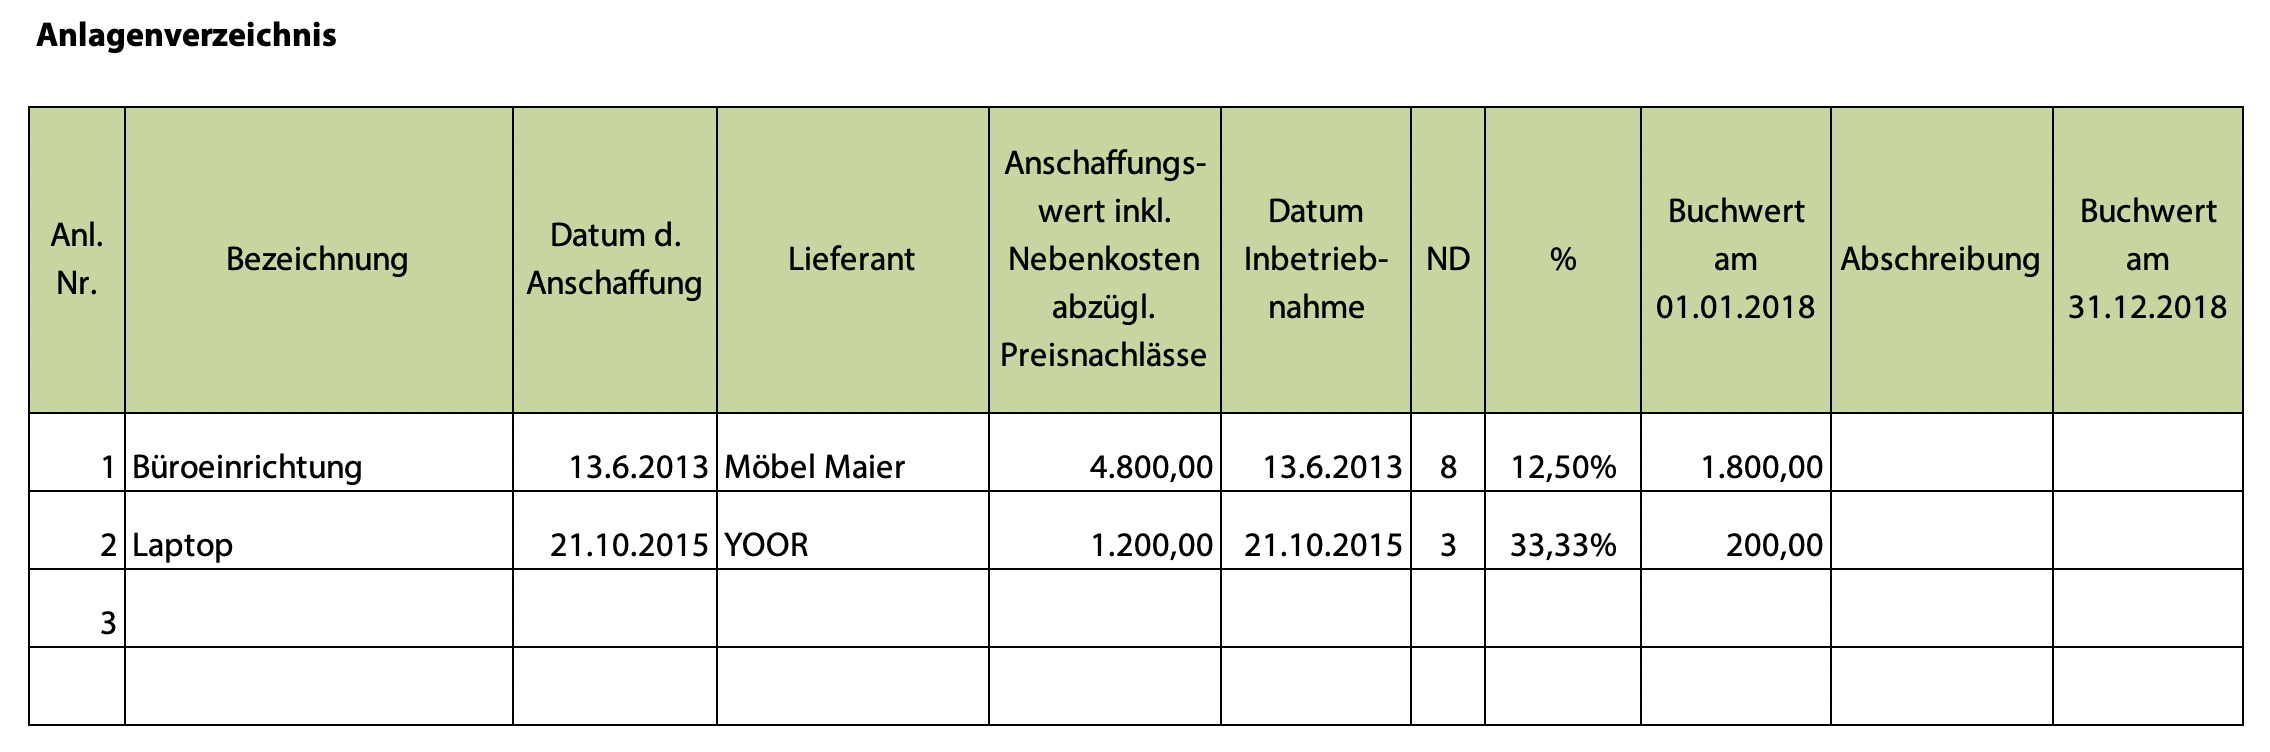 Anlagenverzeichnis
Anl.
Nr.
Bezeichnung
Datum d.
Anschaffung
Lieferant
Anschaffungs-
wert inkl.
Nebenkosten
abzügl.
Preisnachlässe
Datum
Inbetrieb-
nahme
ND
%
Buchwert
am
01.01.2018
Abschreibung
Buchwert
am
31.12.2018
1 Büroeinrichtung 13.6.2013 Möbel Maier 4.800,00 13.6.2013 8 12,50% 1.800,00
2 Laptop 21.10.2015 YOOR 1.200,00 21.10.2015 3 33,33% 200,00
3